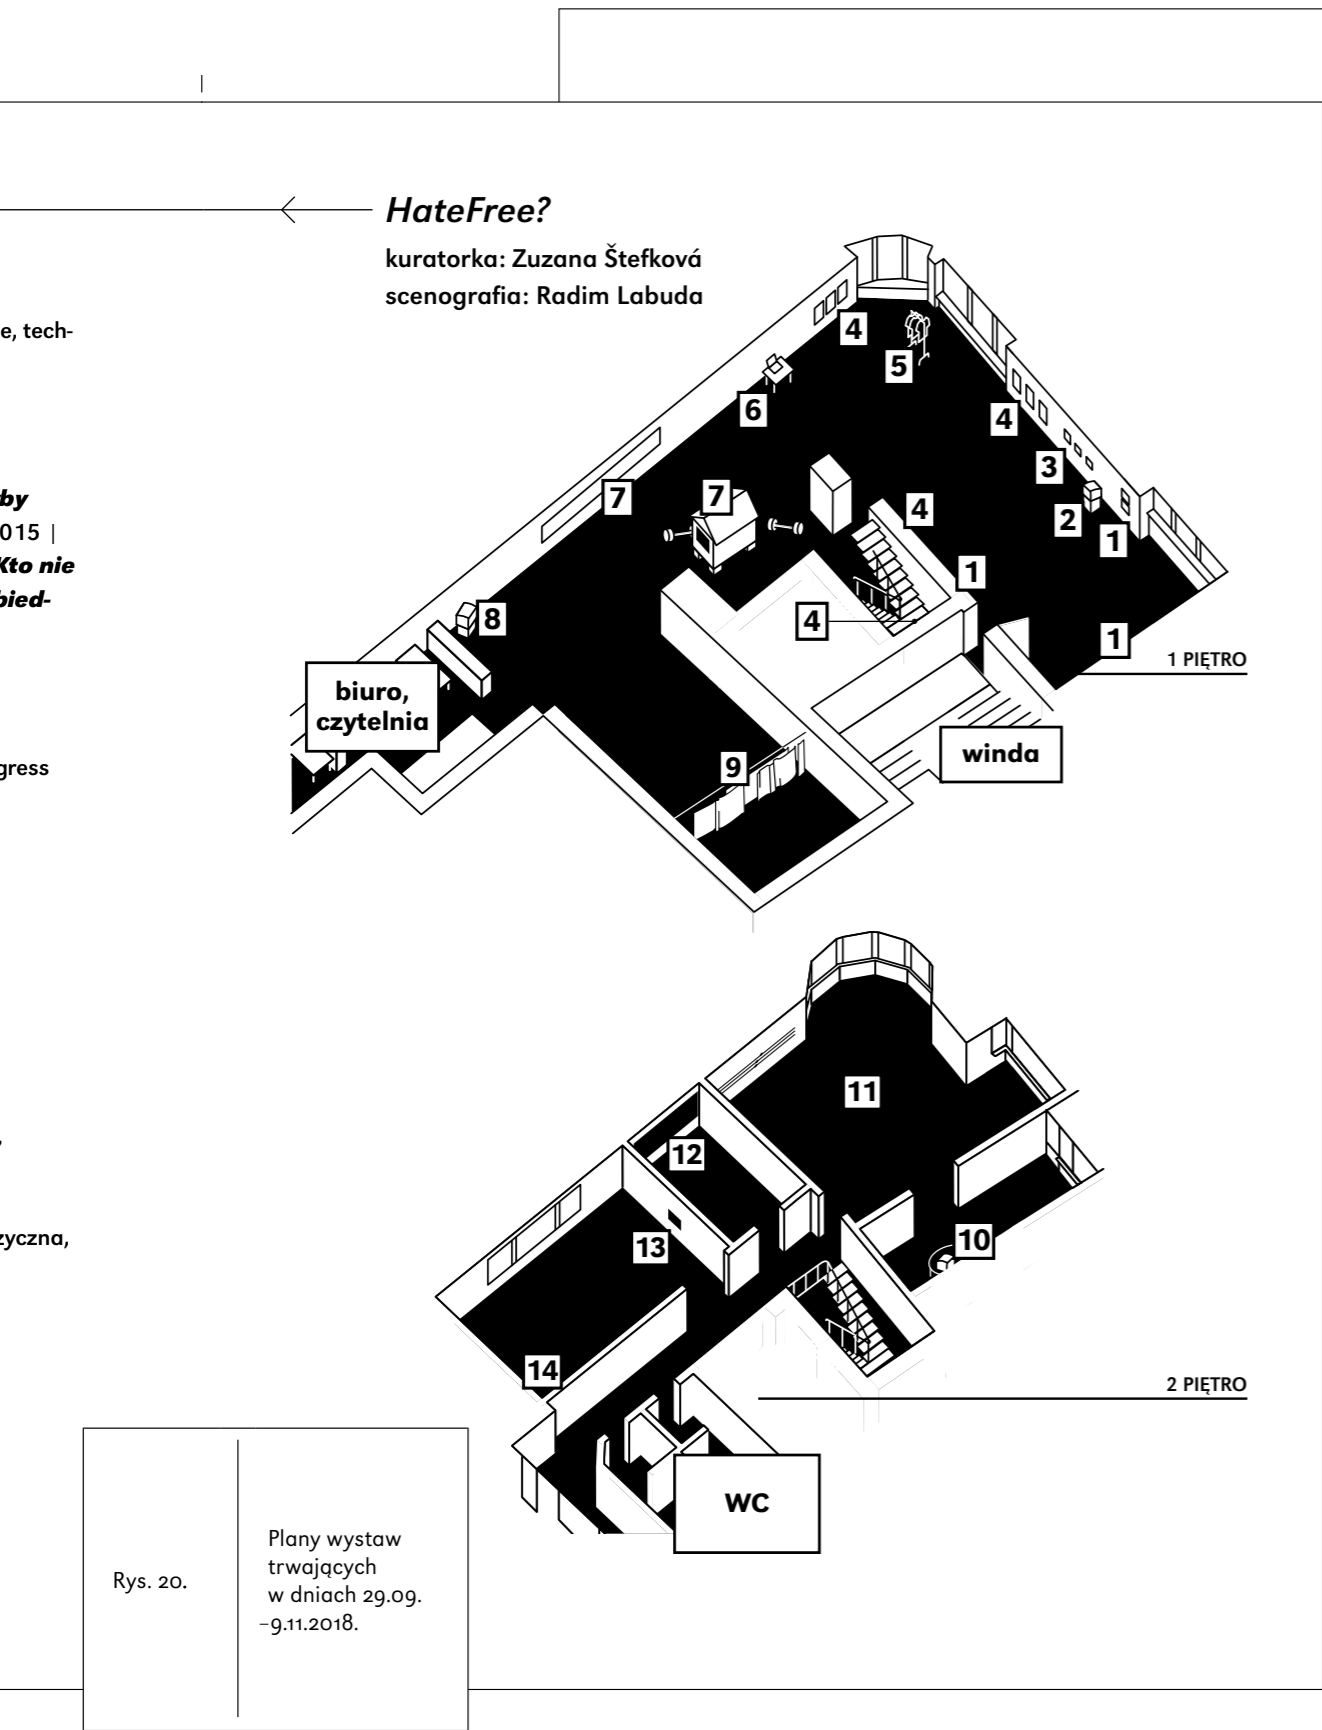 HateFree?
kuratorka: Zuzana Štefková
scenografia: Radim Labuda
e, tech-
by
015 |
Kto nie
bied-
gress
zyczna,
4
5
6
4
3
7
7
4
2
1
1
8
4
1
1 PIĘTRO
biuro,
czytelnia
winda
9
11
12
10
13
14
2 PIĘTRO
WC
Rys. 20.
Plany wystaw
trwających
w dniach 29.09.
–9.11.2018.